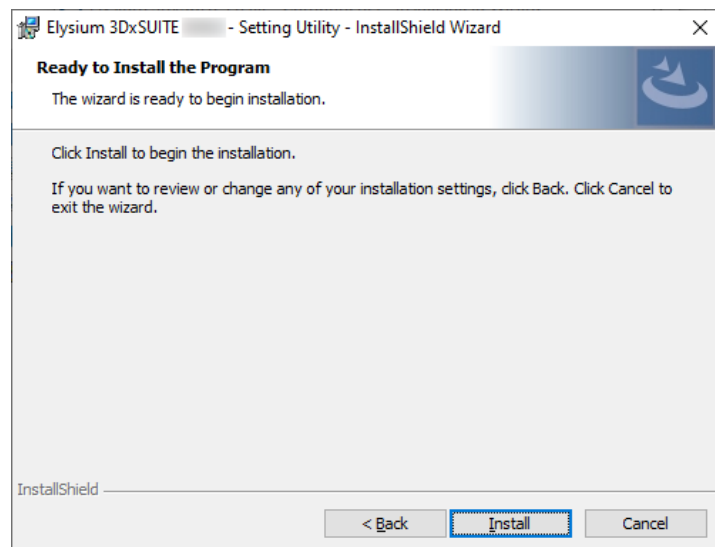 Elysium 3DxSUITE - Setting Utility - InstallShield Wizard
Ready to Install the Program
The wizard is ready to begin installation.
Click Install to begin the installation.
If you want to review or change any of your installation settings, click Back. Click Cancel to
exit the wizard.
InstallShield
< Back Install Cancel